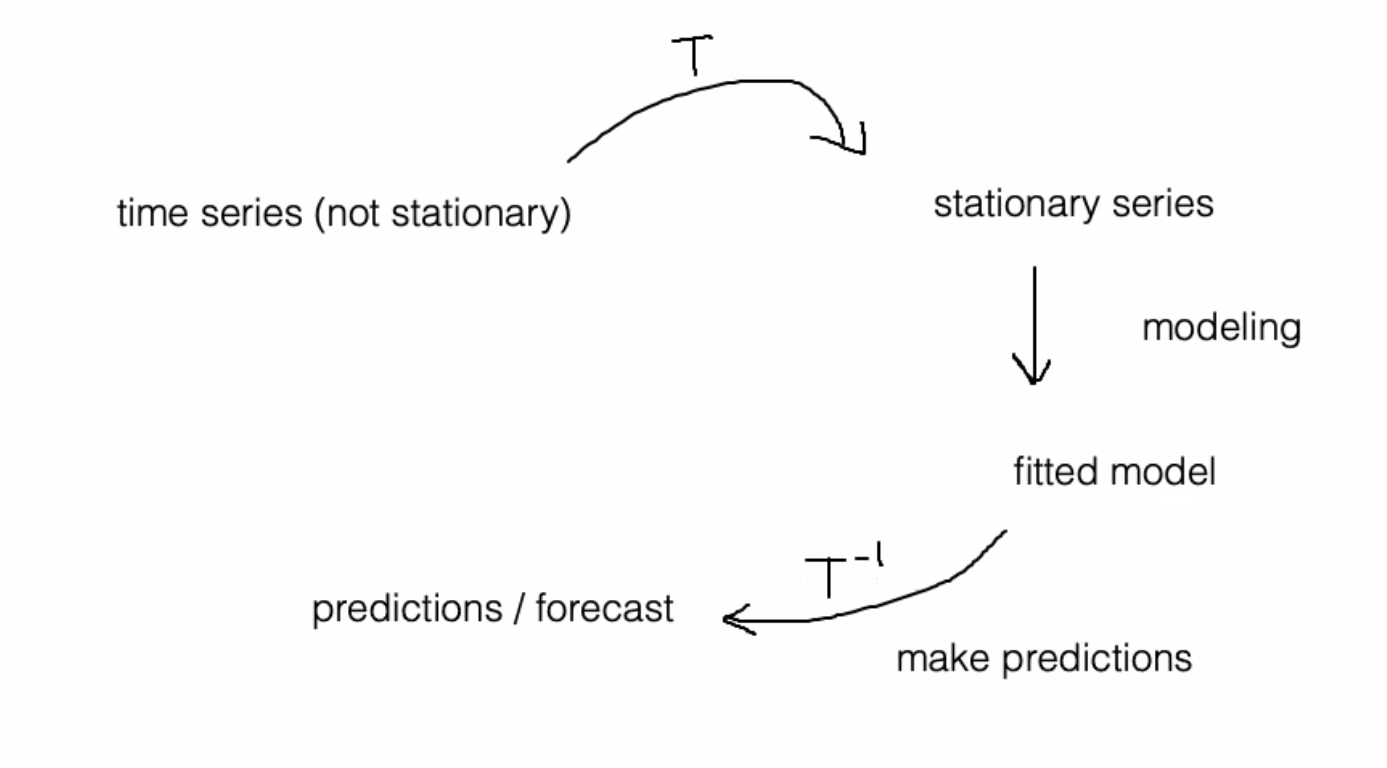 T
time series (not stationary)
stationary series
modeling
fitted model
T⁻¹
predictions / forecast
make predictions